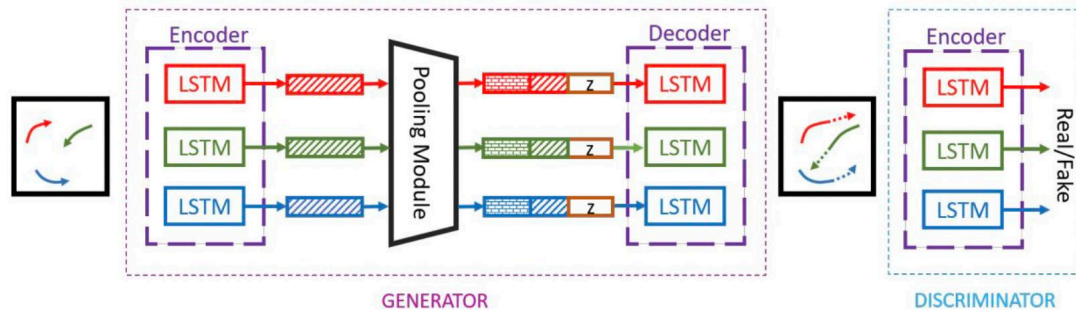 Encoder
LSTM
LSTM
LSTM
Pooling Module
z
z
z
Decoder
LSTM
LSTM
LSTM
GENERATOR
Encoder
LSTM
LSTM
LSTM
Real/Fake
DISCRIMINATOR